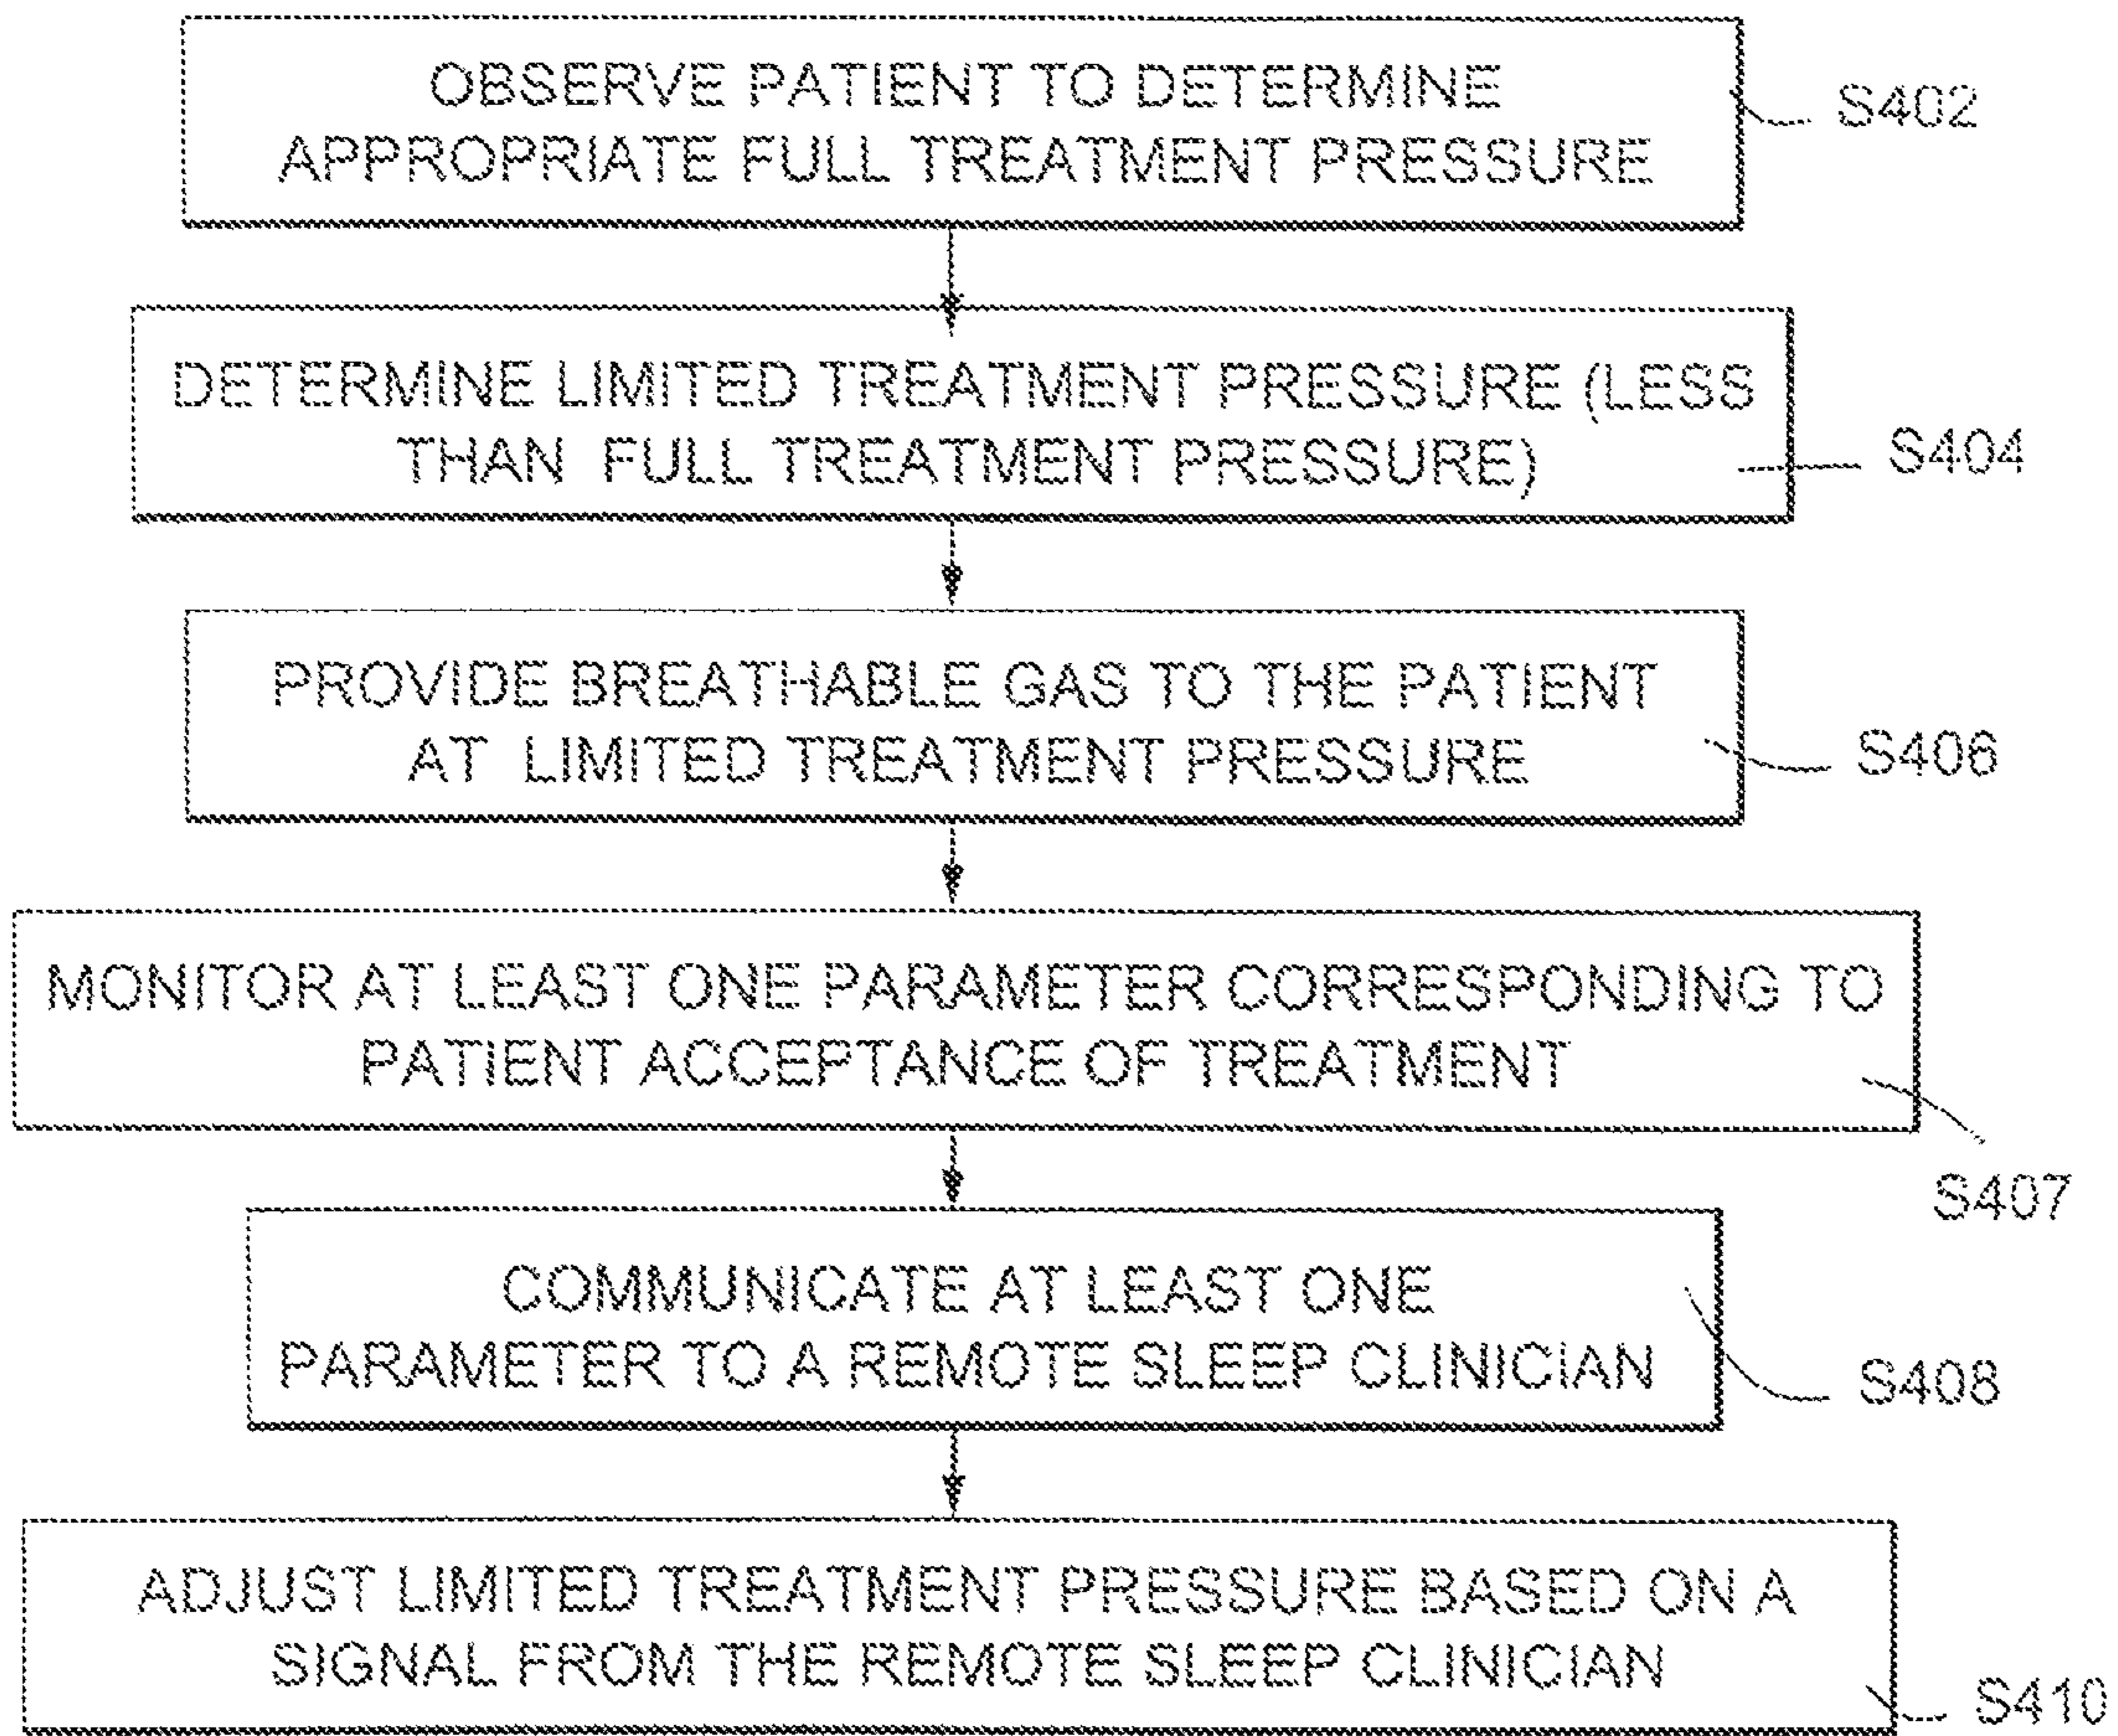 OBSERVE PATIENT TO DETERMINE
APPROPRIATE FULL TREATMENT PRESSURE
S402
DETERMINE LIMITED TREATMENT PRESSURE (LESS
THAN FULL TREATMENT PRESSURE)
S404
PROVIDE BREATHABLE GAS TO THE PATIENT
AT LIMITED TREATMENT PRESSURE
S406
MONITOR AT LEAST ONE PARAMETER CORRESPONDING TO
PATIENT ACCEPTANCE OF TREATMENT
S407
COMMUNICATE AT LEAST ONE
PARAMETER TO A REMOTE SLEEP CLINICIAN
S408
ADJUST LIMITED TREATMENT PRESSURE BASED ON A
SIGNAL FROM THE REMOTE SLEEP CLINICIAN
S410